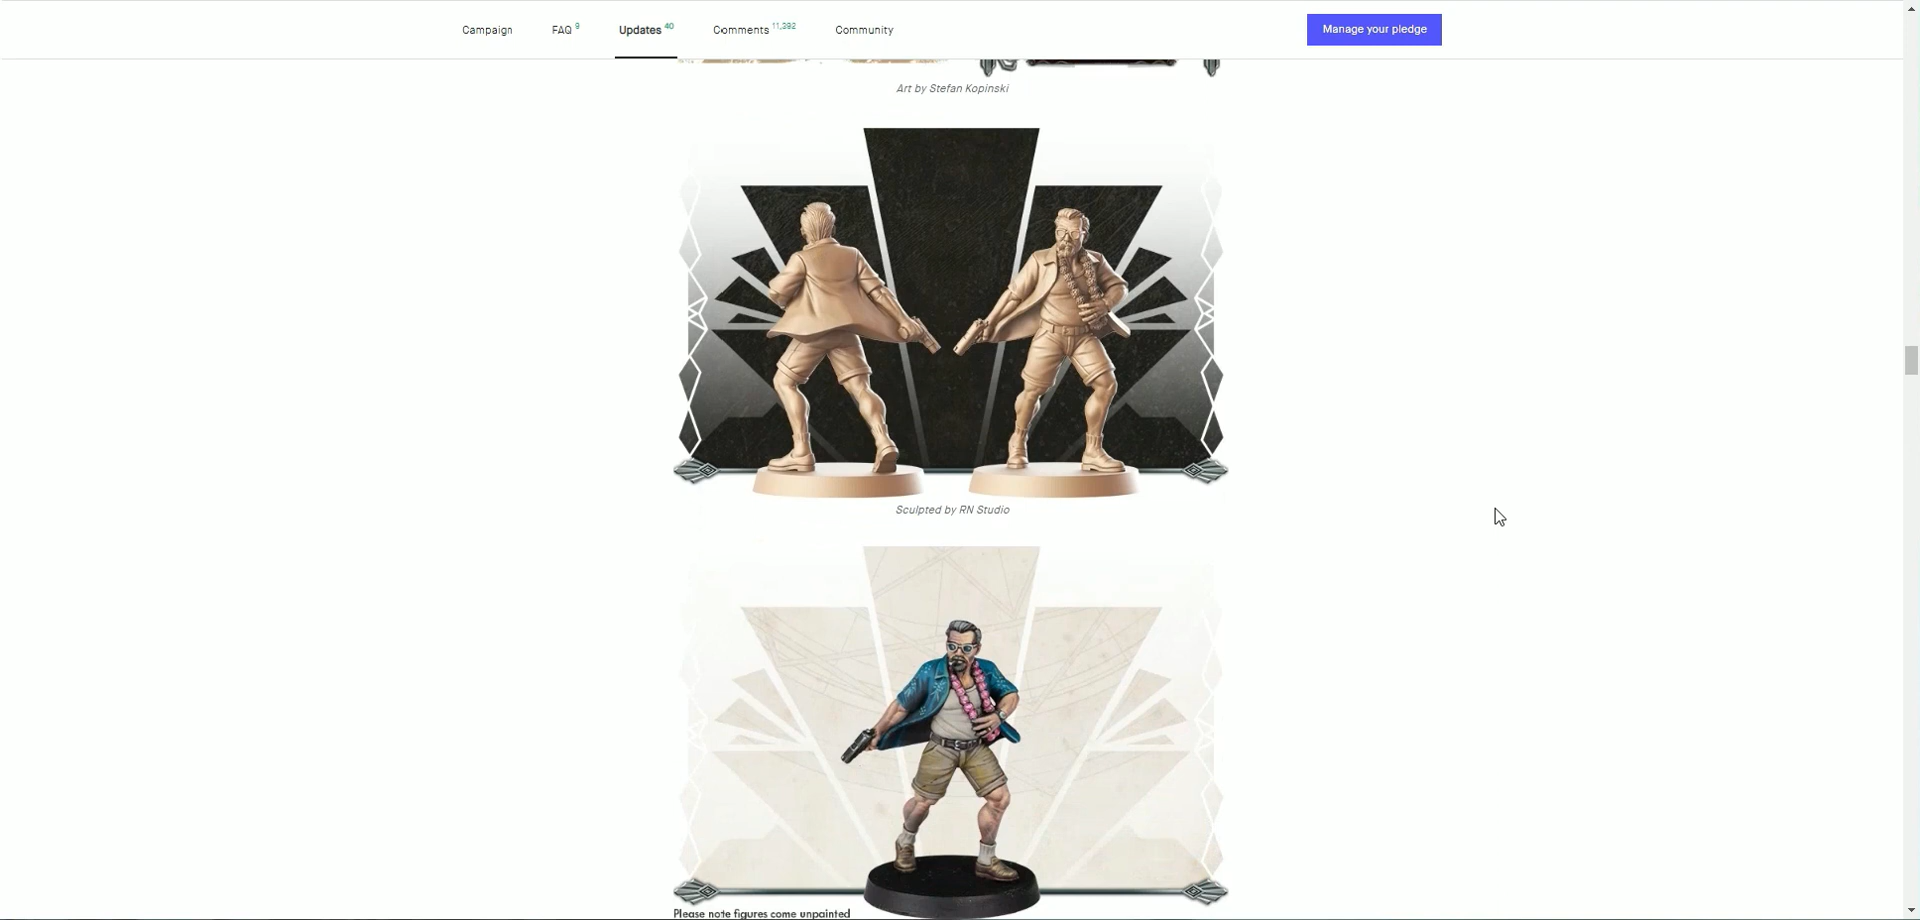 Campaign FAQ 9 Updates 40 Comments 11,392 Community Manage your pledge
Art by Stefan Kopinski
Sculpted by RN Studio
Please note figures come unpainted